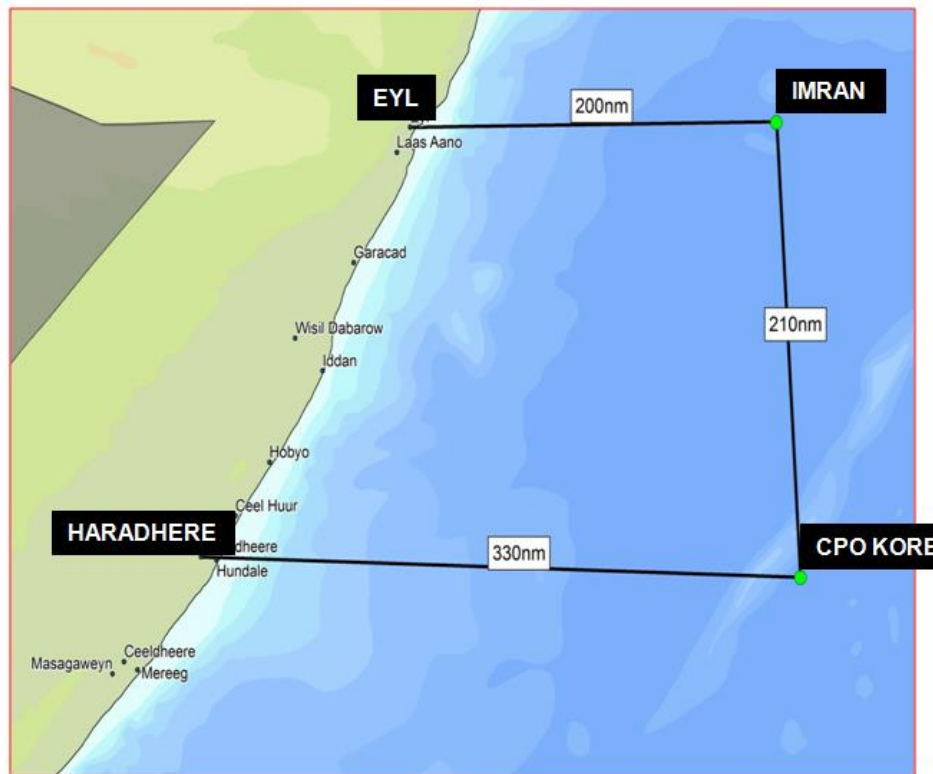 EYL
200nm
IMRAN
Laas Aano
Garacad
210nm
Wisil Dabarow
Iddan
Hobyo
Ceel Huur
HARADHERE
dheere
330nm
CPO KORE
Hundale
Ceeldheere
Masagaweyn
Mereeg